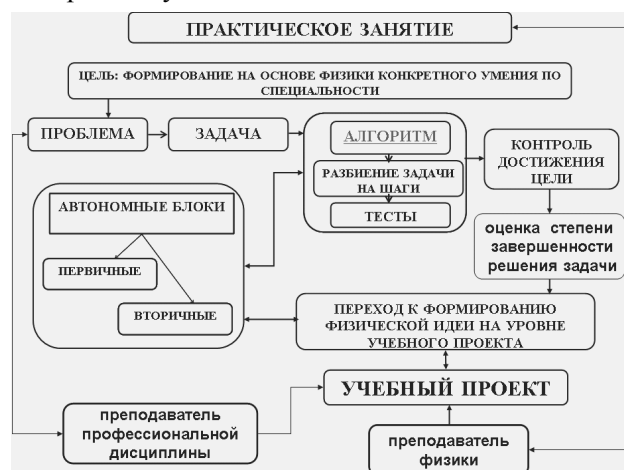 ПРАКТИЧЕСКОЕ ЗАНЯТИЕ
ЦЕЛЬ: ФОРМИРОВАНИЕ НА ОСНОВЕ ФИЗИКИ КОНКРЕТНОГО УМЕНИЯ ПО
СПЕЦИАЛЬНОСТИ
ПРОБЛЕМА
ЗАДАЧА
АЛГОРИТМ
РАЗБИЕНИЕ ЗАДАЧИ
НА ШАГИ
ТЕСТЫ
КОНТРОЛЬ
ДОСТИЖЕНИЯ
ЦЕЛИ
АВТОНОМНЫЕ БЛОКИ
ПЕРВИЧНЫЕ
ВТОРИЧНЫЕ
оценка степени
завершенности
решения задачи
ПЕРЕХОД К ФОРМИРОВАНИЮ
ФИЗИЧЕСКОЙ ИДЕИ НА УРОВНЕ
УЧЕБНОГО ПРОЕКТА
УЧЕБНЫЙ ПРОЕКТ
преподаватель
профессиональной
дисциплины
преподаватель
физики